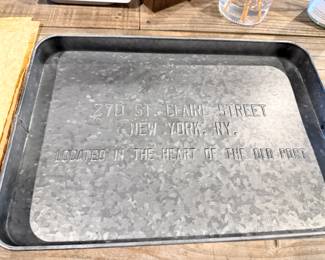 270 ST. CLAIRE STREET
NEW YORK, NY.
LOCATED IN THE HEART OF THE OLD PORT